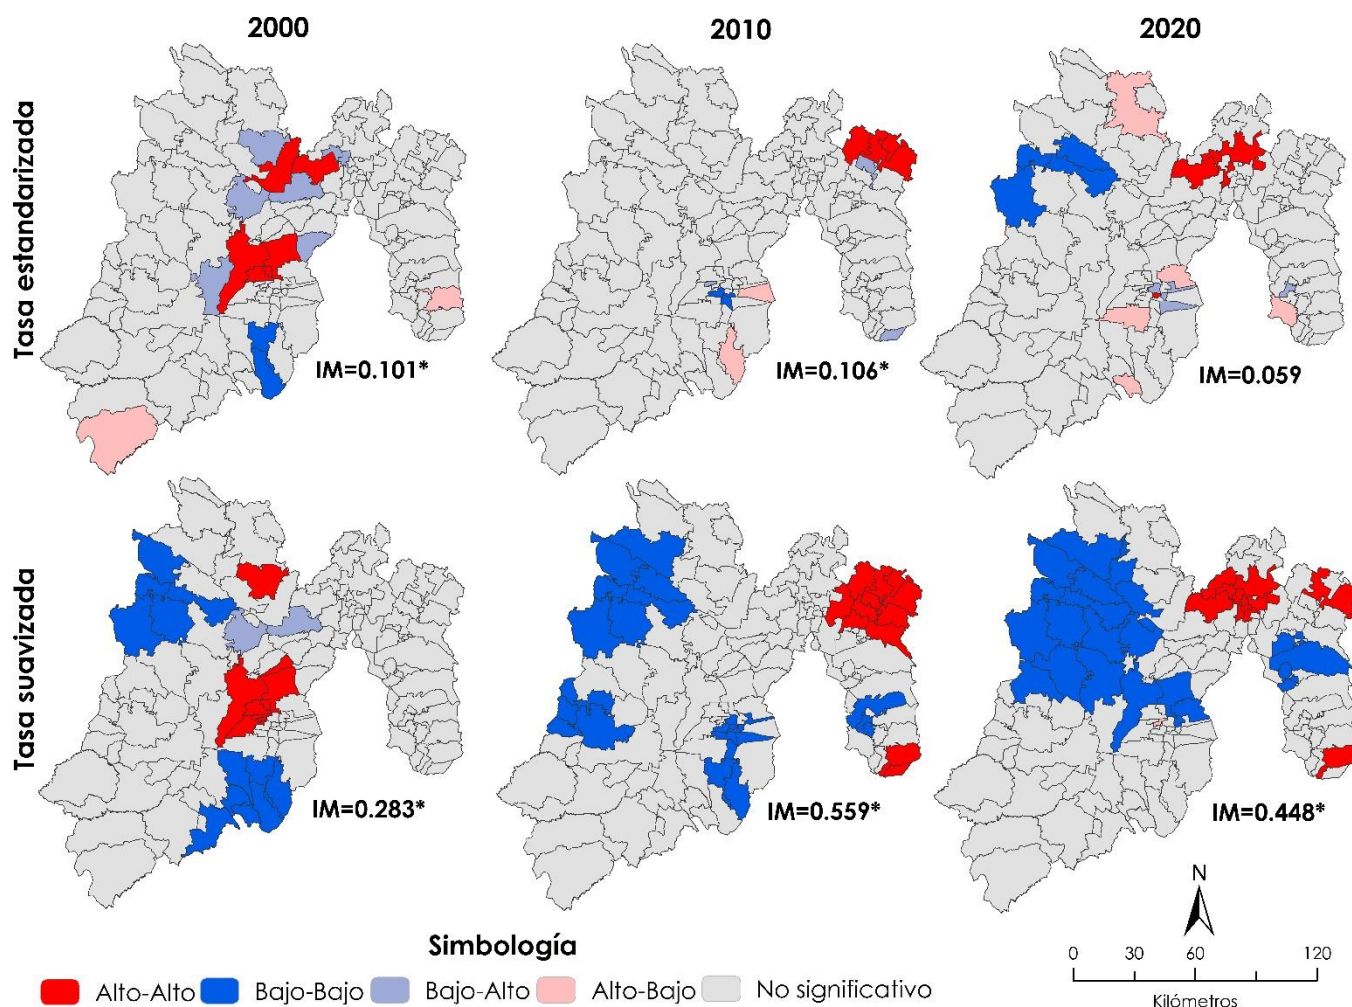 2000
2010
2020
Tasa estandarizada
IM=0.101*
IM=0.106*
IM=0.059
Tasa suavizada
IM=0.283*
IM=0.559*
IM=0.448*
N
Simbología
0 30 60 120
Kilómetros
Alto-Alto Bajo-Bajo Bajo-Alto Alto-Bajo No significativo